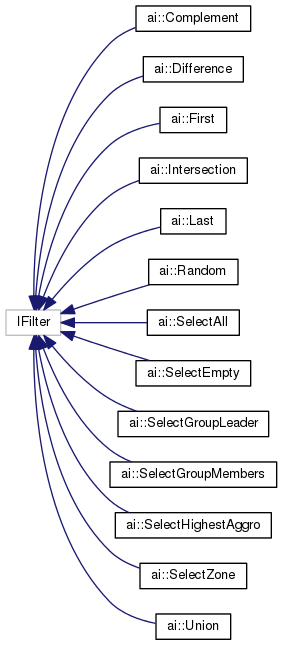 ai::Complement
ai::Difference
ai::First
ai::Intersection
ai::Last
ai::Random
IFilter
ai::SelectAll
ai::SelectEmpty
ai::SelectGroupLeader
ai::SelectGroupMembers
ai::SelectHighestAggro
ai::SelectZone
ai::Union